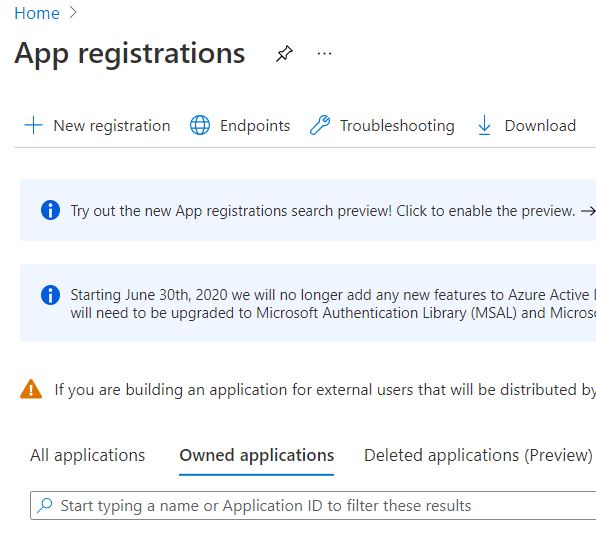 Home
App registrations
New registration Endpoints Troubleshooting Download
Try out the new App registrations search preview! Click to enable the preview.
Starting June 30th, 2020 we will no longer add any new features to Azure Active
will need to be upgraded to Microsoft Authentication Library (MSAL) and
If you are building an application for external users that will be distributed by
All applications Owned applications Deleted applications (Preview)
Start typing a name or Application ID to filter these results